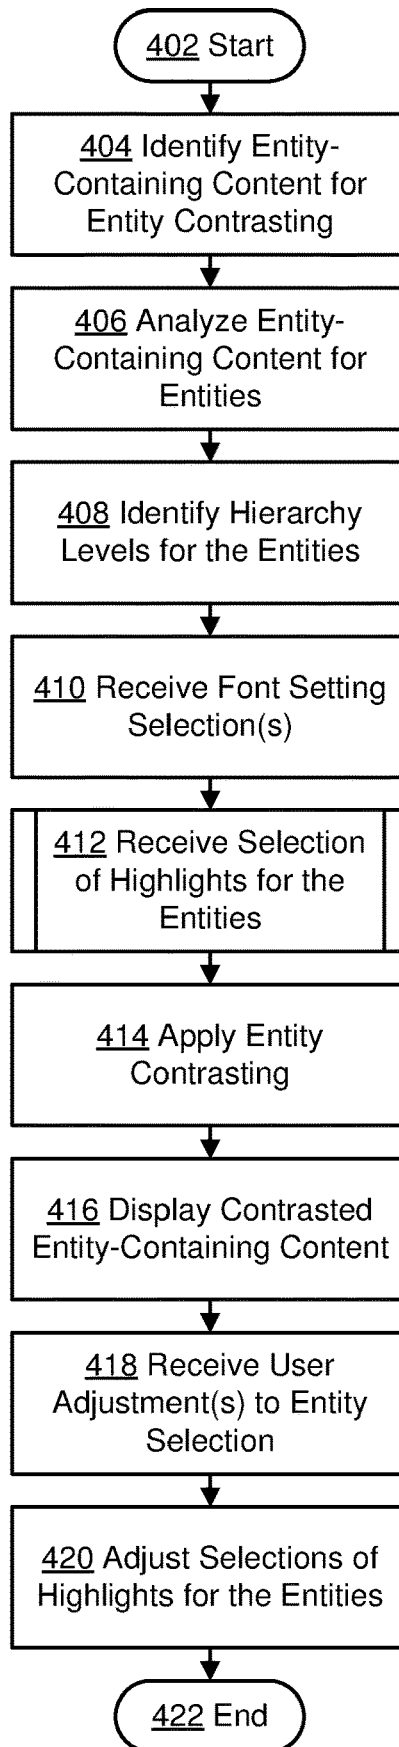 402 Start
404 Identify Entity-
Containing Content for
Entity Contrasting
406 Analyze Entity-
Containing Content for
Entities
408 Identify Hierarchy
Levels for the Entities
410 Receive Font Setting
Selection(s)
412 Receive Selection
of Highlights for the
Entities
414 Apply Entity
Contrasting
416 Display Contrasted
Entity-Containing Content
418 Receive User
Adjustment(s) to Entity
Selection
420 Adjust Selections of
Highlights for the Entities
422 End